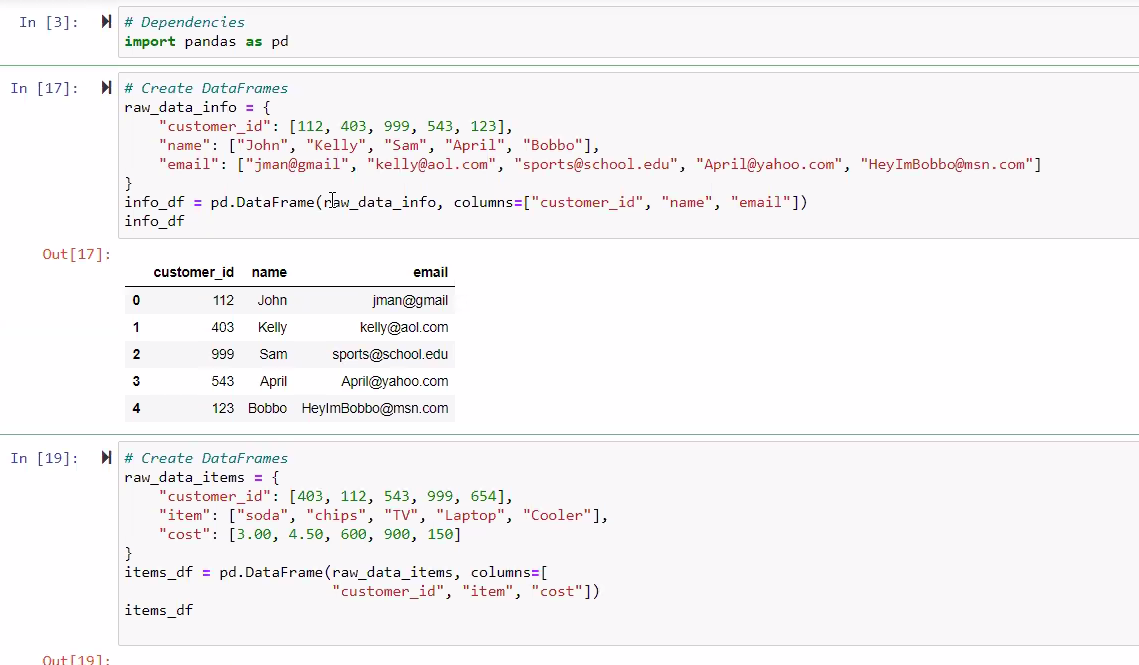 In [3]: # Dependencies
import pandas as pd
In [17]: # Create DataFrames
raw_data_info = {
    "customer_id": [112, 403, 999, 543, 123],
    "name": ["John", "Kelly", "Sam", "April", "Bobbo"],
    "email": ["jman@gmail", "kelly@aol.com", "sports@school.edu", "April@yahoo.com", "HeyImBobbo@msn.com"]
}
info_df = pd.DataFrame(raw_data_info, columns=["customer_id", "name", "email"])
info_df
Out[17]:
customer_id name email
0 112 John jman@gmail
1 403 Kelly kelly@aol.com
2 999 Sam sports@school.edu
3 543 April April@yahoo.com
4 123 Bobbo HeyImBobbo@msn.com
In [19]: # Create DataFrames
raw_data_items = {
    "customer_id": [403, 112, 543, 999, 654],
    "item": ["soda", "chips", "TV", "Laptop", "Cooler"],
    "cost": [3.00, 4.50, 600, 900, 150]
}
items_df = pd.DataFrame(raw_data_items, columns=[
                        "customer_id", "item", "cost"])
items_df
Out[19]: